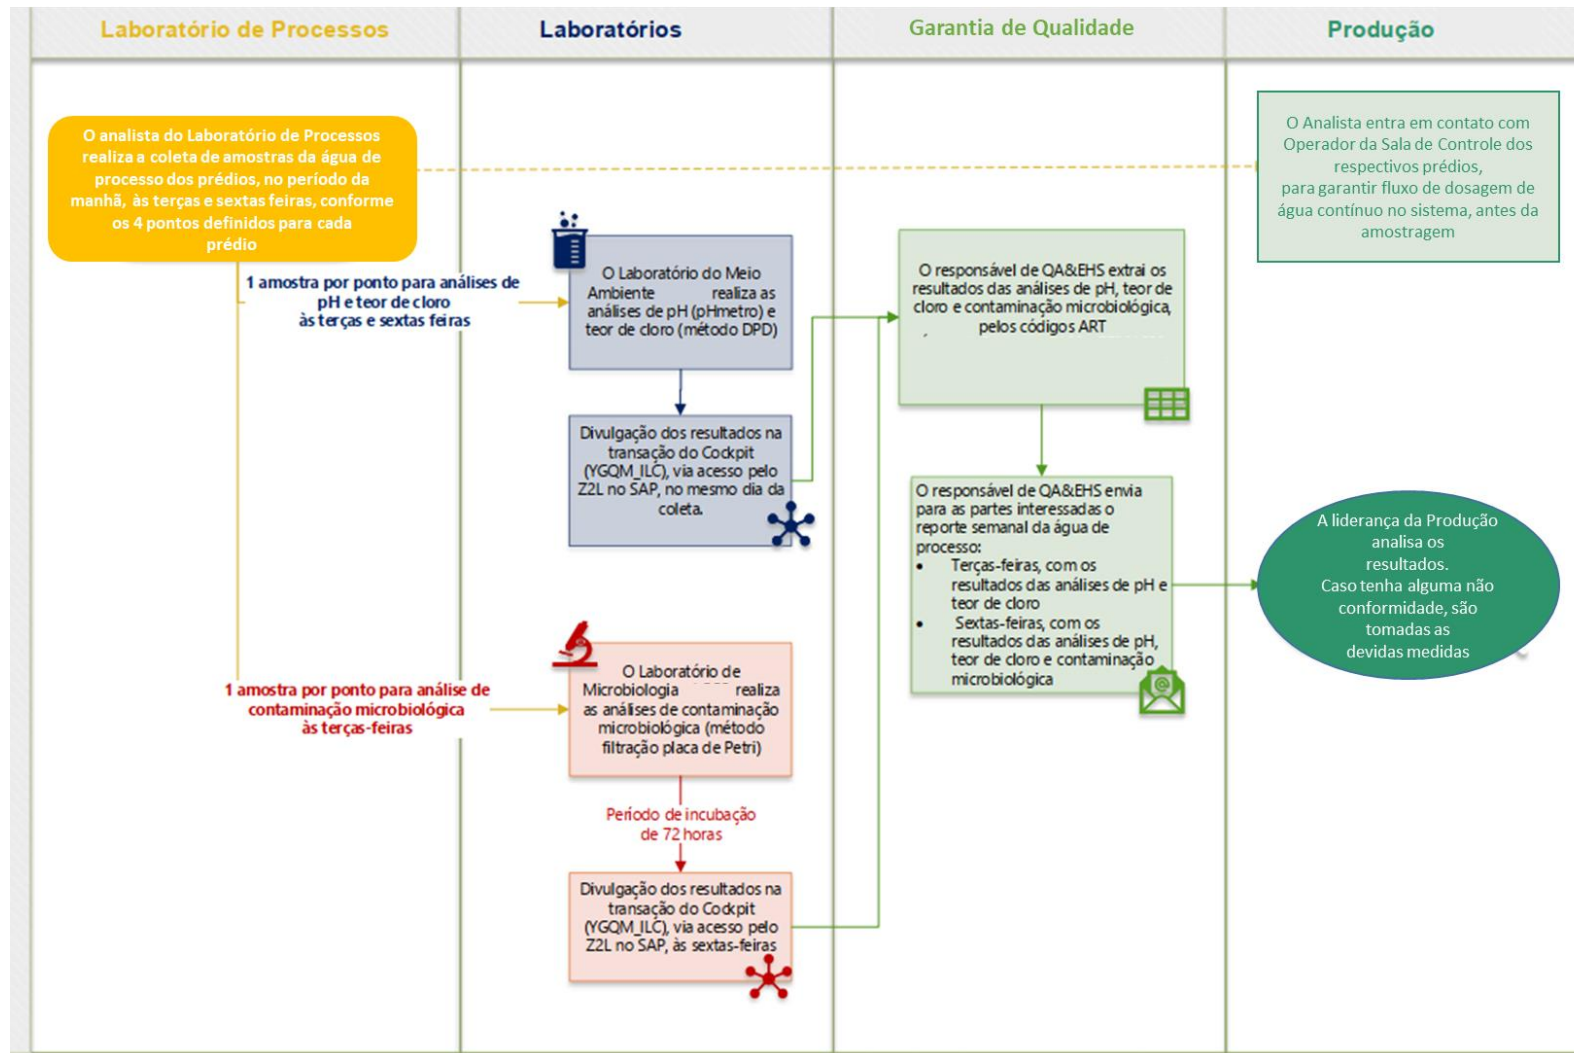 Laboratório de Processos
Laboratórios
Garantia de Qualidade
Produção
O analista do Laboratório de Processos
realiza a coleta de amostras da água de
processo dos prédios, no período da
manhã, às terças e sextas feiras, conforme
os 4 pontos definidos para cada
prédio
O Analista entra em contato com
Operador da Sala de Controle dos
respectivos prédios,
para garantir fluxo de dosagem de
água contínuo no sistema, antes da
amostragem
1 amostra por ponto para análises de
pH e teor de cloro
às terças e sextas feiras
O Laboratório do Meio
Ambiente realiza as
análises de pH (pHmetro) e
teor de cloro (método DPD)
Divulgação dos resultados na
transação do Cockpit
(YGQM_ILC), via acesso pelo
Z2L no SAP, no mesmo dia da
coleta.
O responsável de QA&EHS extrai os
resultados das análises de pH, teor de
cloro e contaminação microbiológica,
pelos códigos ART
O responsável de QA&EHS envia
para as partes interessadas o
reporte semanal da água de
processo:
• Terças-feiras, com os
resultados das análises de pH e
teor de cloro
• Sextas-feiras, com os
resultados das análises de pH,
teor de cloro e contaminação
microbiológica
A liderança da Produção
analisa os
resultados.
Caso tenha alguma não
conformidade, são
tomadas as
devidas medidas
1 amostra por ponto para análise de
contaminação microbiológica
às terças-feiras
O Laboratório de
Microbiologia realiza
as análises de contaminação
microbiológica (método
filtração placa de Petri)
Período de incubação
de 72 horas
Divulgação dos resultados na
transação do Cockpit
(YGQM_ILC), via acesso pelo
Z2L no SAP, às sextas-feiras